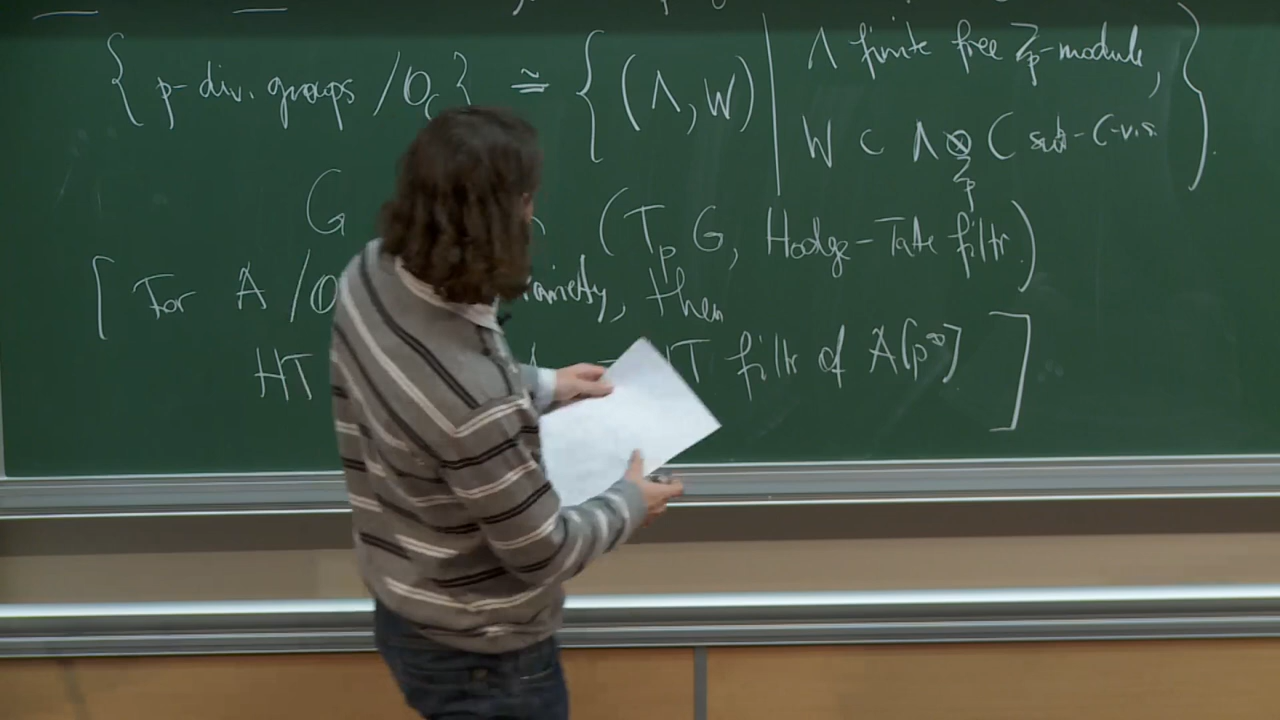 { p-div. groups / O_C } ≅ { (Λ, W) | Λ finite free ℤ_p-module,
W ⊂ Λ ⊗_{ℤ_p} C sub-C-v.s. }
G (T_p G, Hodge-Tate filtr.)
[ For A / O variety, then
HT HT filtr of A[p^∞] ]